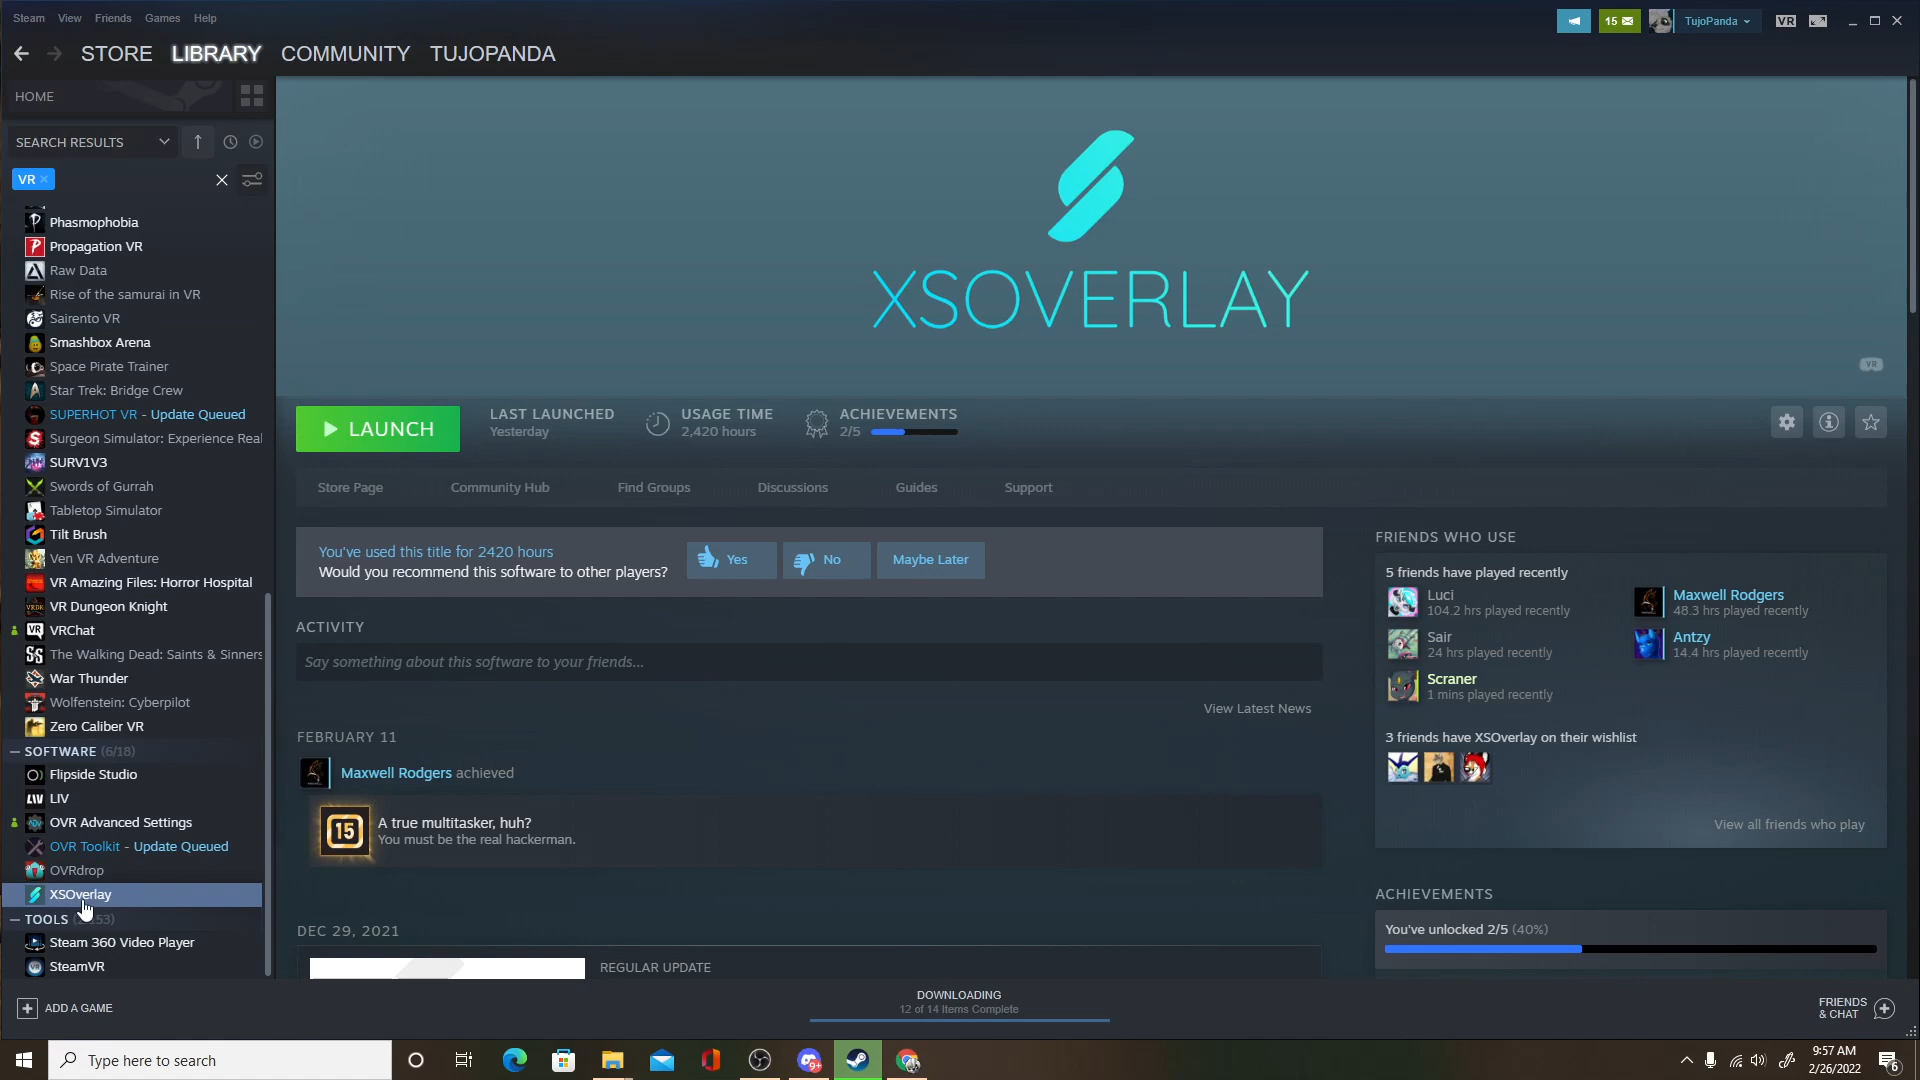 Steam View Friends Games Help
15
TujoPanda
VR
STORE LIBRARY COMMUNITY TUJOPANDA
HOME
SEARCH RESULTS
VR
Phasmophobia
Propagation VR
Raw Data
Rise of the samurai in VR
Sairento VR
Smashbox Arena
Space Pirate Trainer
Star Trek: Bridge Crew
SUPERHOT VR - Update Queued
Surgeon Simulator: Experience Real
SURV1V3
Swords of Gurrah
Tabletop Simulator
Tilt Brush
Ven VR Adventure
VR Amazing Files: Horror Hospital
VR Dungeon Knight
VRChat
The Walking Dead: Saints & Sinners
War Thunder
Wolfenstein: Cyberpilot
Zero Caliber VR
SOFTWARE (6/18)
Flipside Studio
LIV
OVR Advanced Settings
OVR Toolkit - Update Queued
OVRdrop
XSOverlay
TOOLS
Steam 360 Video Player
SteamVR
ADD A GAME
XSOVERLAY
VR
LAUNCH
LAST LAUNCHED
Yesterday
USAGE TIME
2,420 hours
ACHIEVEMENTS
2/5
Store Page Community Hub Find Groups Discussions Guides Support
You've used this title for 2420 hours
Would you recommend this software to other players?
Yes No Maybe Later
ACTIVITY
Say something about this software to your friends...
View Latest News
FEBRUARY 11
Maxwell Rodgers achieved
15
A true multitasker, huh?
You must be the real hackerman.
DEC 29, 2021
REGULAR UPDATE
FRIENDS WHO USE
5 friends have played recently
Luci
104.2 hrs played recently
Maxwell Rodgers
48.3 hrs played recently
Sair
24 hrs played recently
Antzy
14.4 hrs played recently
Scraner
1 mins played recently
3 friends have XSOverlay on their wishlist
View all friends who play
ACHIEVEMENTS
You've unlocked 2/5 (40%)
DOWNLOADING
12 of 14 Items Complete
FRIENDS
& CHAT
Type here to search
9+
9:57 AM
2/26/2022
6